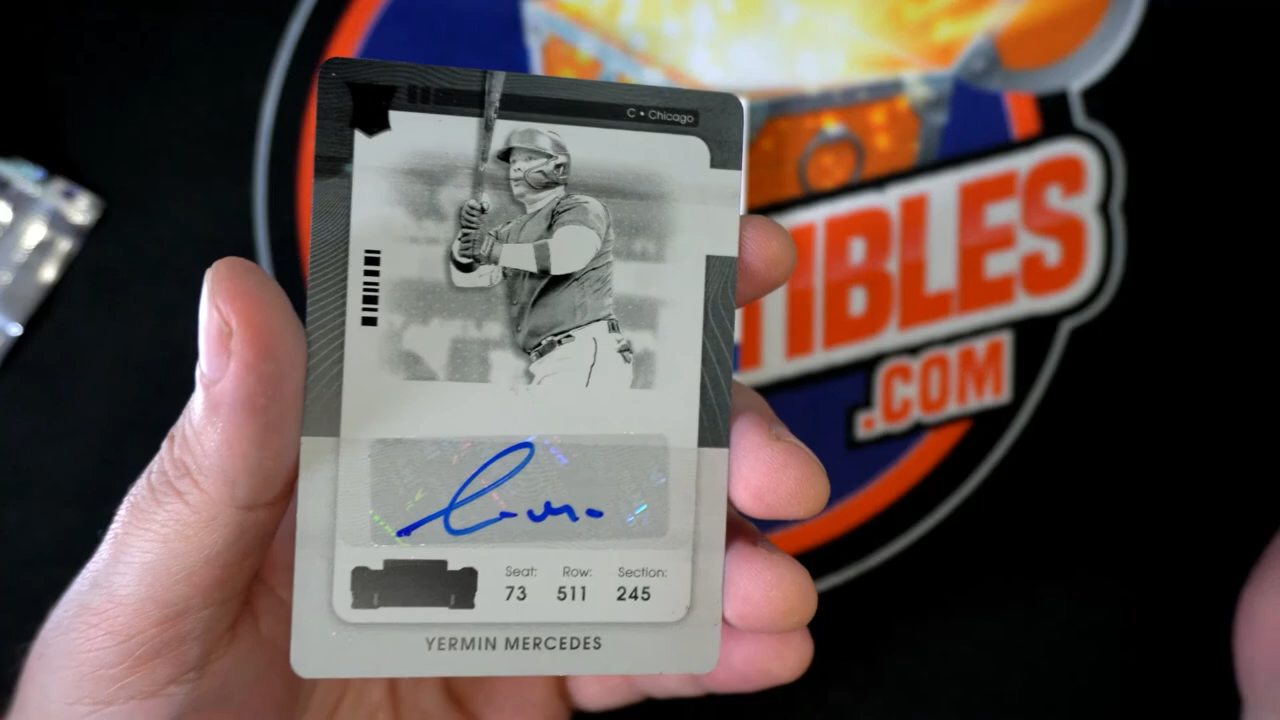 C • Chicago
TIBLES
.COM
Seat: Row: Section:
73 511 245
YERMIN MERCEDES